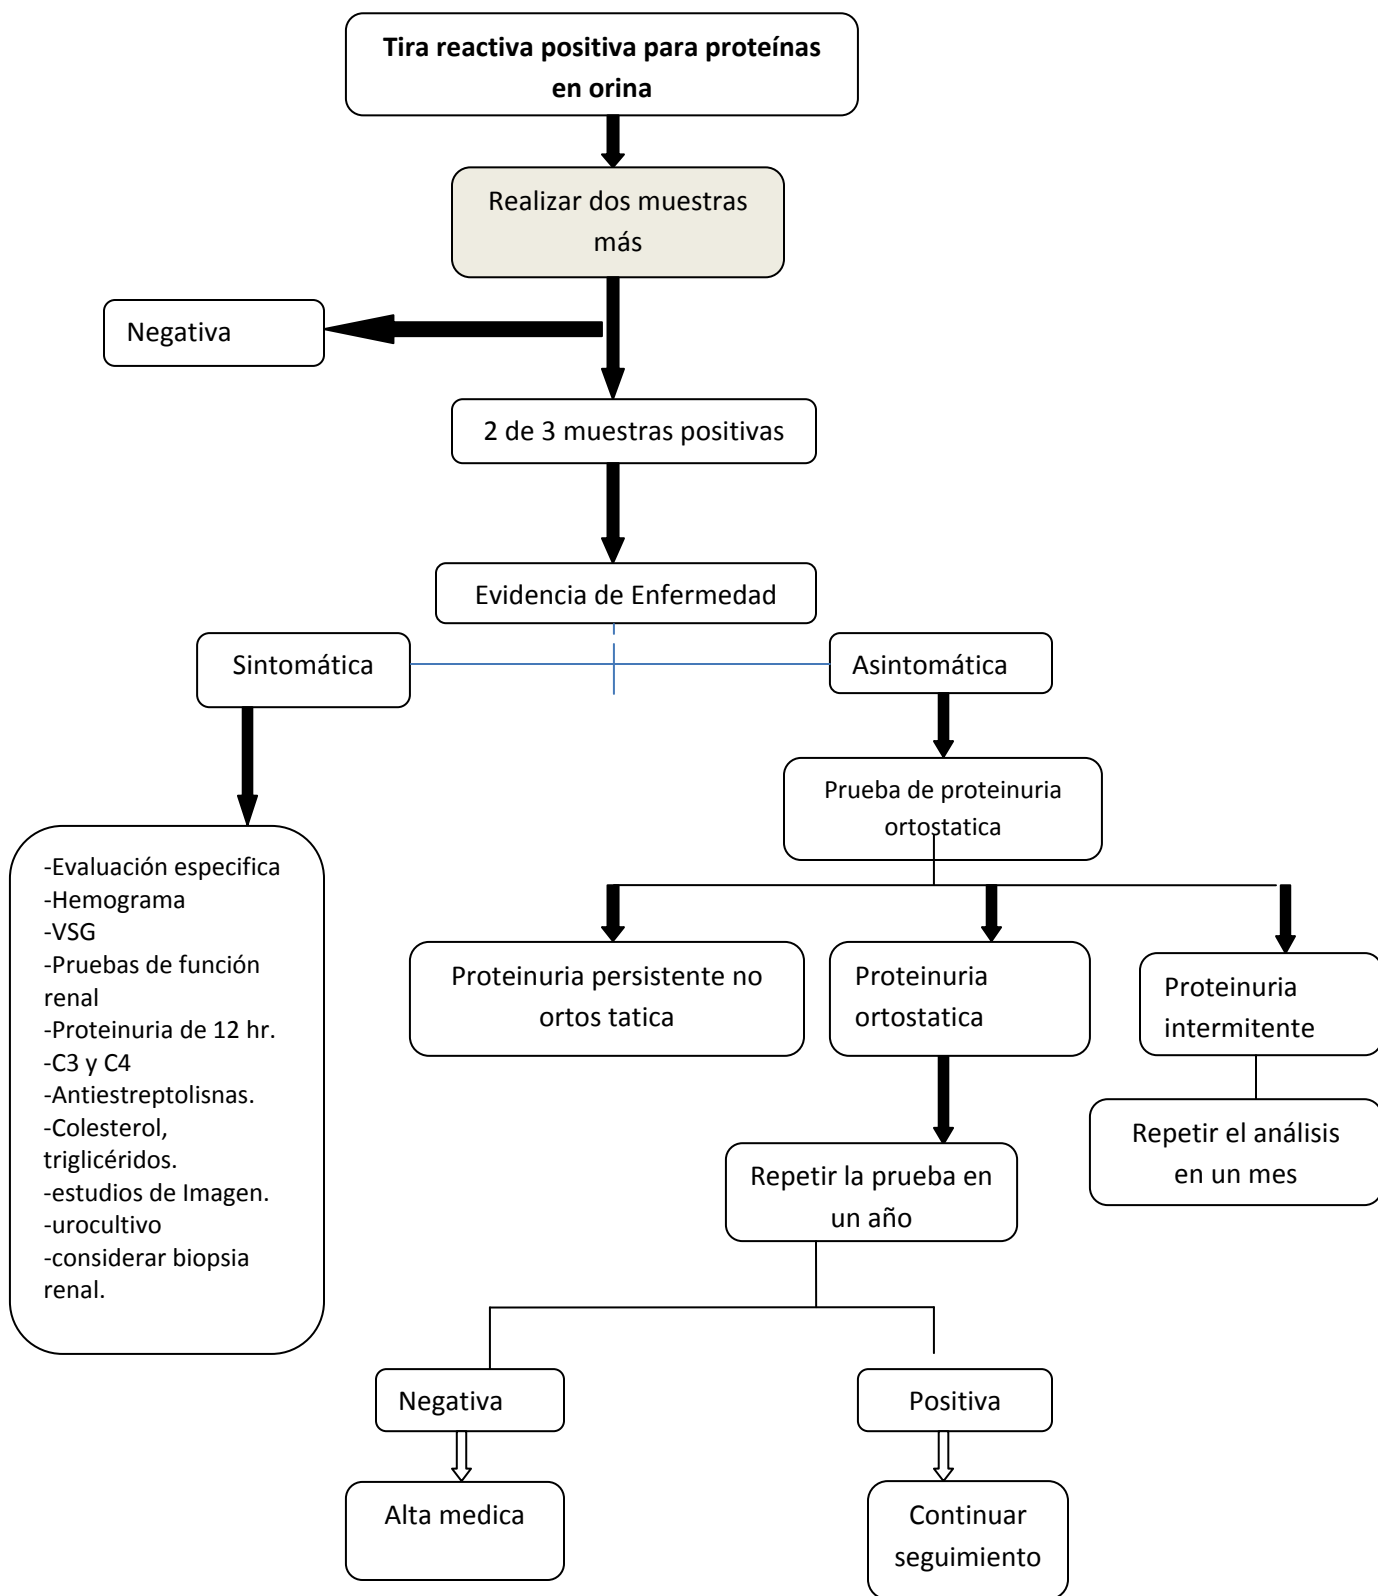 Tira reactiva positiva para proteínas
en orina
Realizar dos muestras
más
Negativa
2 de 3 muestras positivas
Evidencia de Enfermedad
Sintomática
Asintomática
Prueba de proteinuria
ortostatica
-Evaluación especifica
-Hemograma
-VSG
-Pruebas de función
renal
-Proteinuria de 12 hr.
-C3 y C4
-Antiestreptolisnas.
-Colesterol,
triglicéridos.
-estudios de Imagen.
-urocultivo
-considerar biopsia
renal.
Proteinuria persistente no
ortos tatica
Proteinuria
ortostatica
Proteinuria
intermitente
Repetir el análisis
en un mes
Repetir la prueba en
un año
Negativa
Positiva
Alta medica
Continuar
seguimiento